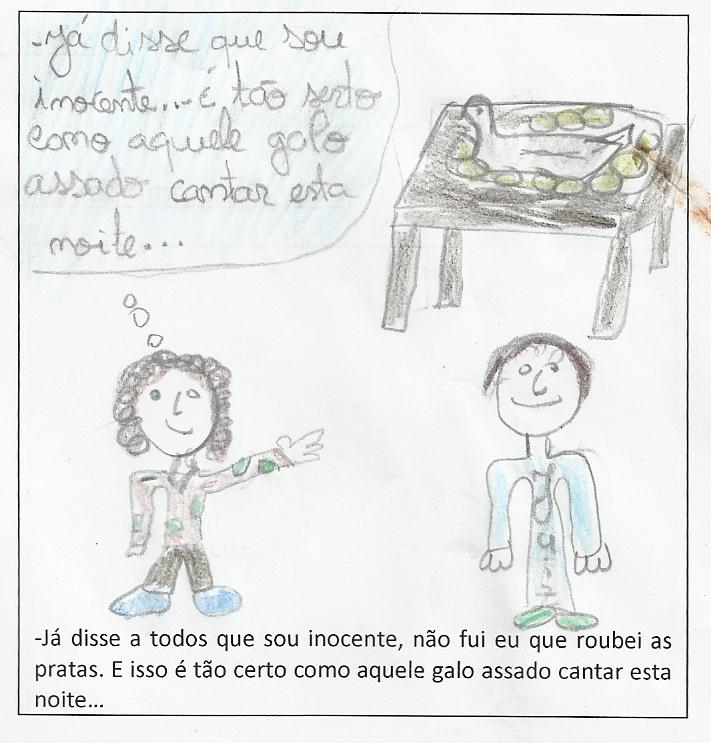 -Já disse que sou
inocente... é tão serto
como aquele galo
assado cantar esta
noite...
Juiz
-Já disse a todos que sou inocente, não fui eu que roubei as
pratas. E isso é tão certo como aquele galo assado cantar esta
noite...